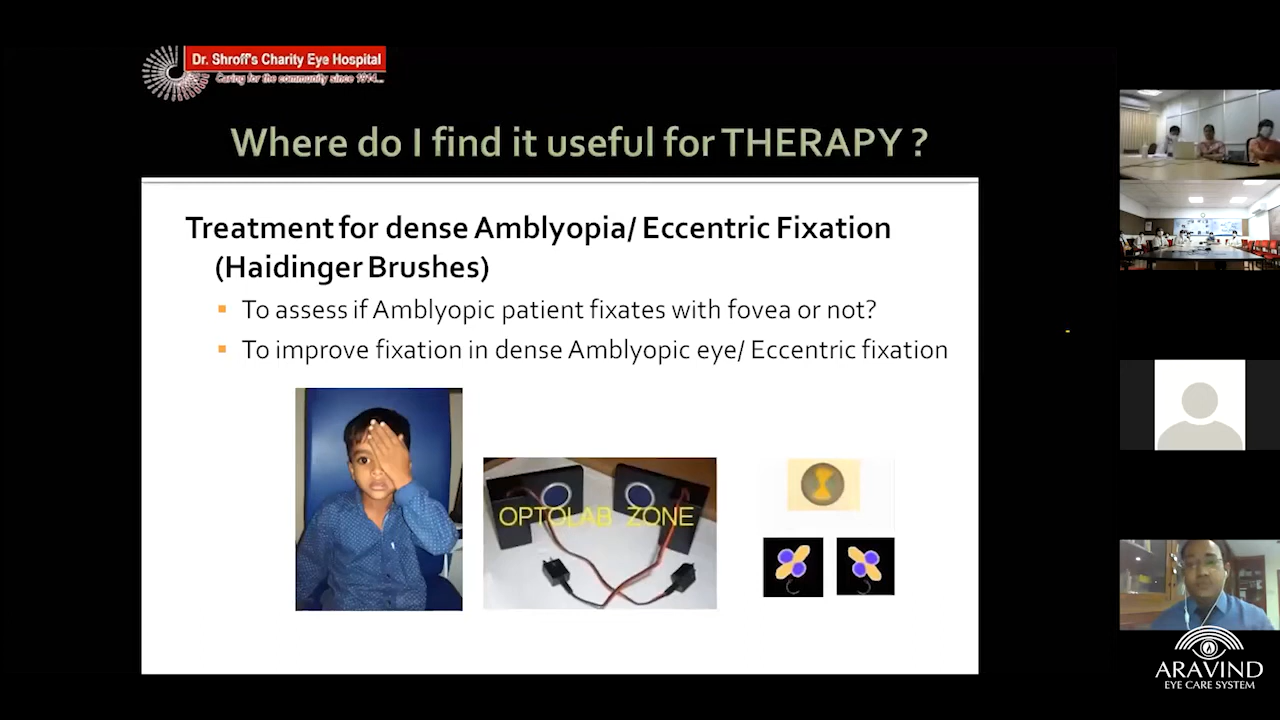 Dr. Shroff's Charity Eye Hospital
Caring for the community since 1914...
Where do I find it useful for THERAPY ?
Treatment for dense Amblyopia/ Eccentric Fixation
(Haidinger Brushes)
To assess if Amblyopic patient fixates with fovea or not?
To improve fixation in dense Amblyopic eye/ Eccentric fixation
OPTOLAB ZONE
ARAVIND
EYE CARE SYSTEM